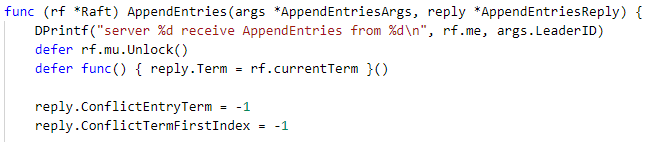 func (rf *Raft) AppendEntries(args *AppendEntriesArgs, reply *AppendEntriesReply) {
DPrintf("server %d receive AppendEntries from %d\n", rf.me, args.LeaderID)
defer rf.mu.Unlock()
defer func() { reply.Term = rf.currentTerm }()
reply.ConflictEntryTerm = -1
reply.ConflictTermFirstIndex = -1